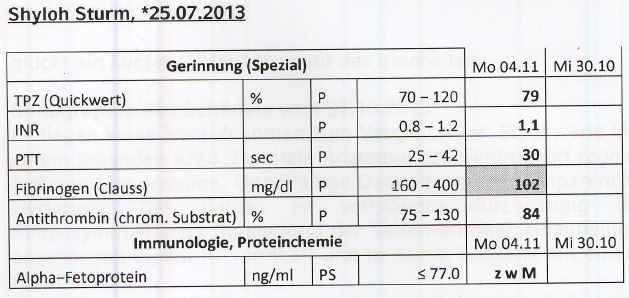 Shyloh Sturm, *25.07.2013
Gerinnung (Spezial) Mo 04.11 Mi 30.10
TPZ (Quickwert) % P 70 – 120 79
INR P 0.8 – 1.2 1,1
PTT sec P 25 – 42 30
Fibrinogen (Clauss) mg/dl P 160 – 400 102
Antithrombin (chrom. Substrat) % P 75 – 130 84
Immunologie, Proteinchemie Mo 04.11 Mi 30.10
Alpha–Fetoprotein ng/ml PS ≤ 77.0 z w M